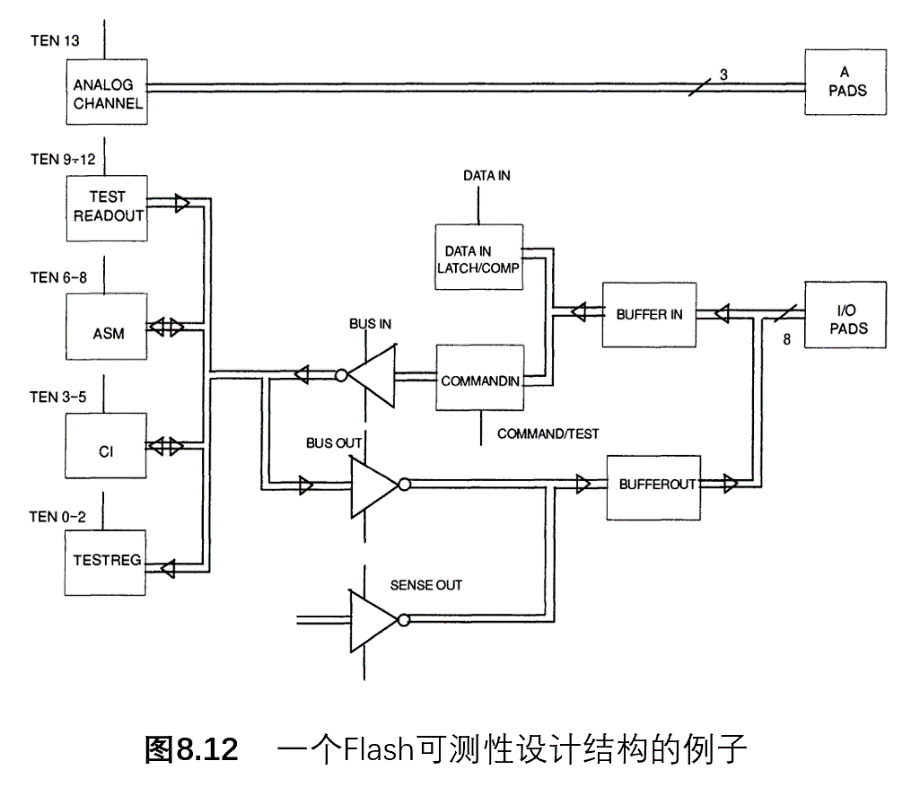 TEN 13
ANALOG
CHANNEL
3
A
PADS
TEN 9÷12
TEST
READOUT
DATA IN
DATA IN
LATCH/COMP
TEN 6-8
ASM
BUS IN
BUFFER IN
8
I/O
PADS
COMMANDIN
TEN 3-5
CI
COMMAND/TEST
BUS OUT
BUFFEROUT
TEN 0-2
TESTREG
SENSE OUT
图8.12 一个Flash可测性设计结构的例子